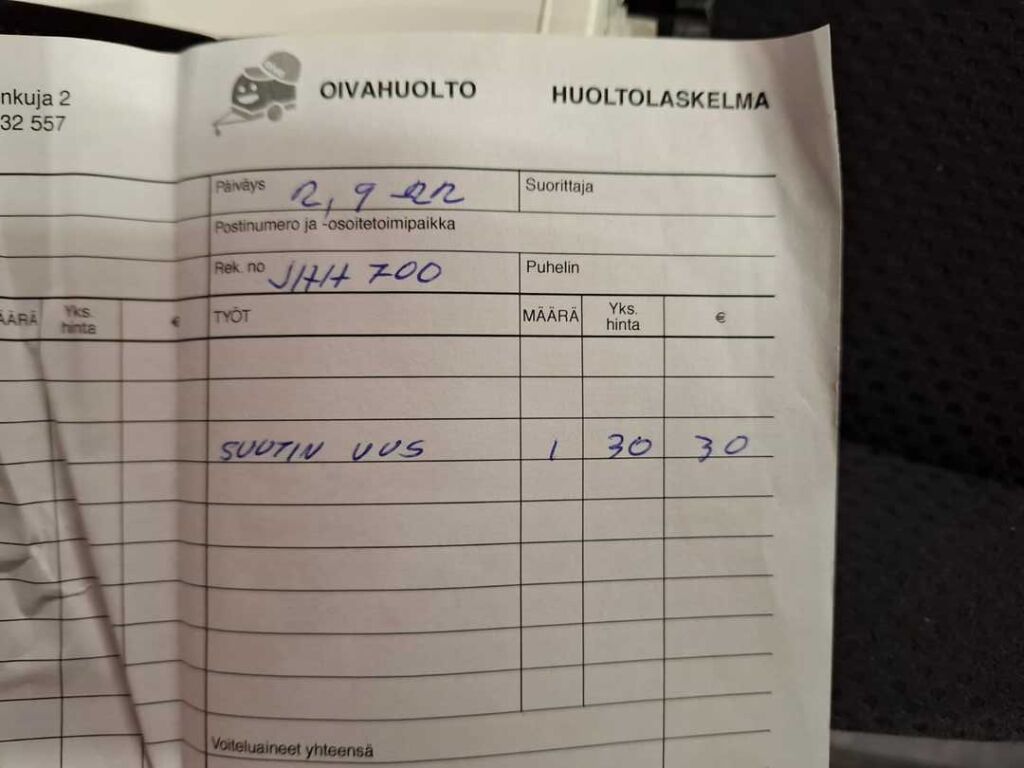 nkuja 2
32 557
OIVAHUOLTO HUOLTOLASKELMA
Päiväys 2,9 22 Suorittaja
Postinumero ja -osoitetoimipaikka
Rek. no JHH 700 Puhelin
ÄÄRÄ Yks. hinta € TYÖT MÄÄRÄ Yks. hinta €
SUUTIN UUS 1 30 30
Voiteluaineet yhteensä